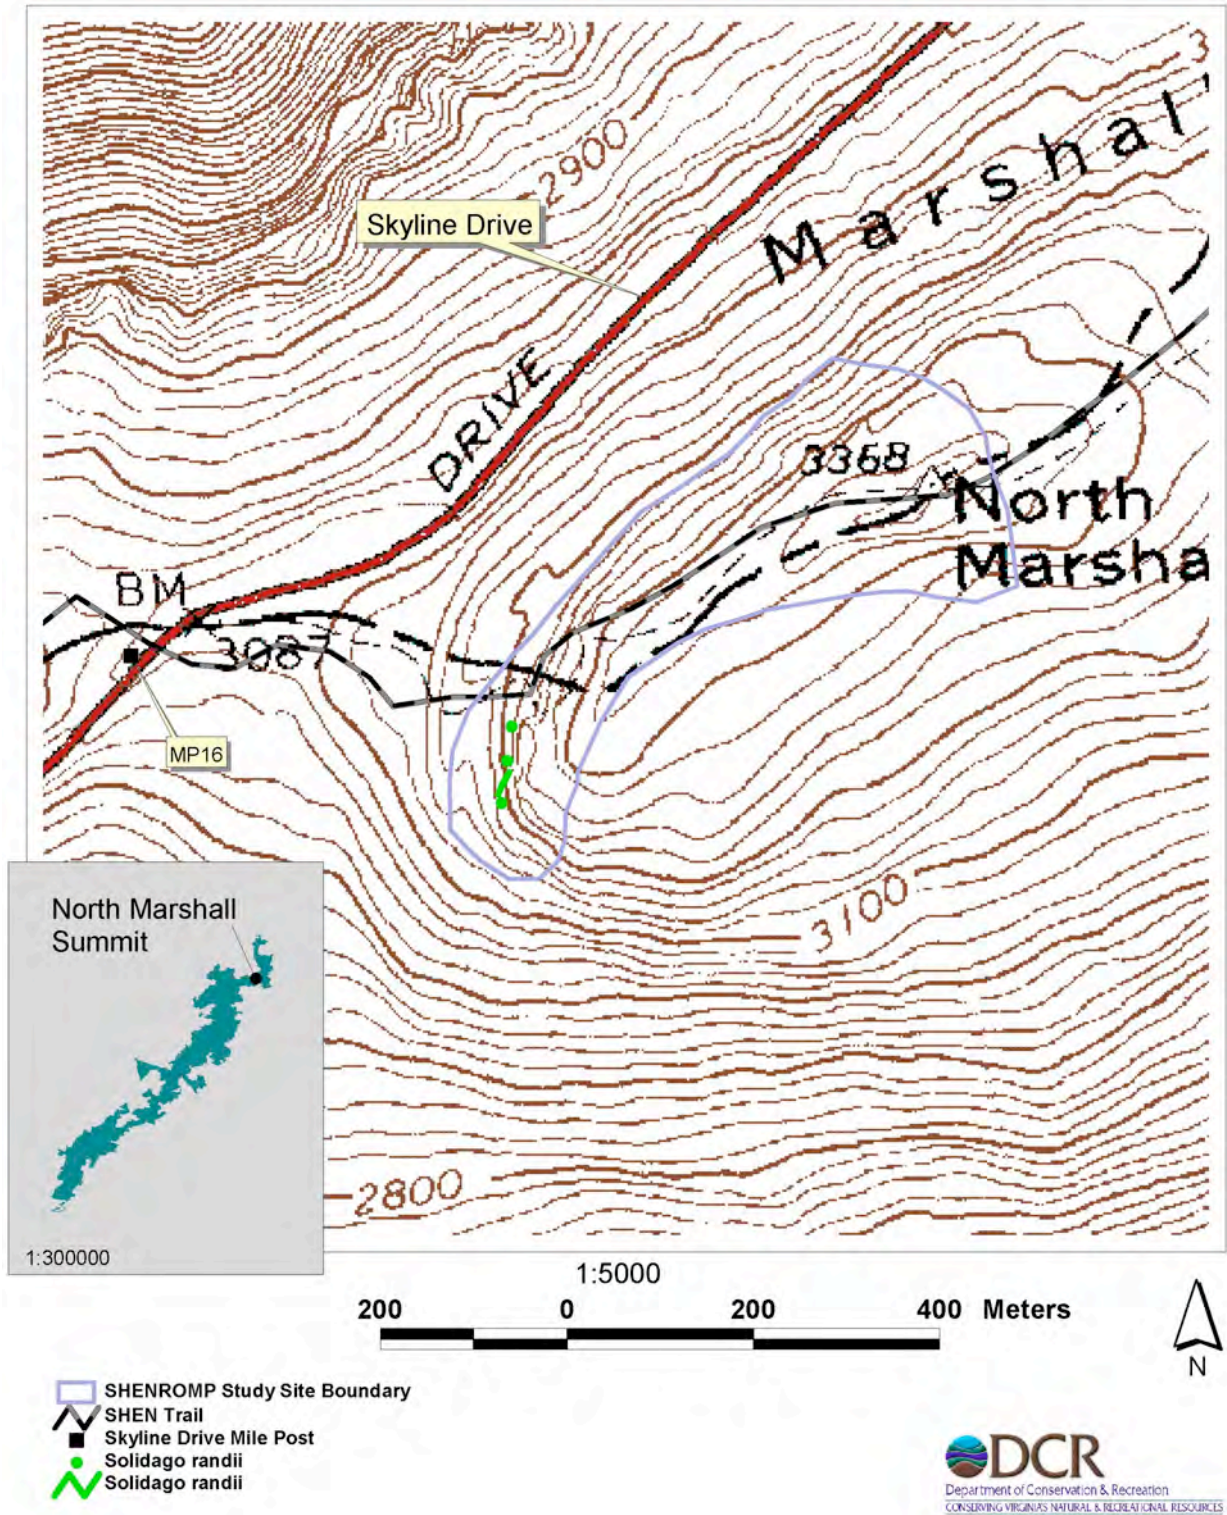 2900
Skyline Drive
Marshal
DRIVE
3368
North
Marsha
BM
3087
MP16
3100
North Marshall
Summit
1:300000
2800
1:5000
200 0 200 400 Meters
N
SHENROMP Study Site Boundary
SHEN Trail
Skyline Drive Mile Post
Solidago randii
Solidago randii
DCR
Department of Conservation & Recreation
CONSERVING VIRGINIA'S NATURAL & RECREATIONAL RESOURCES